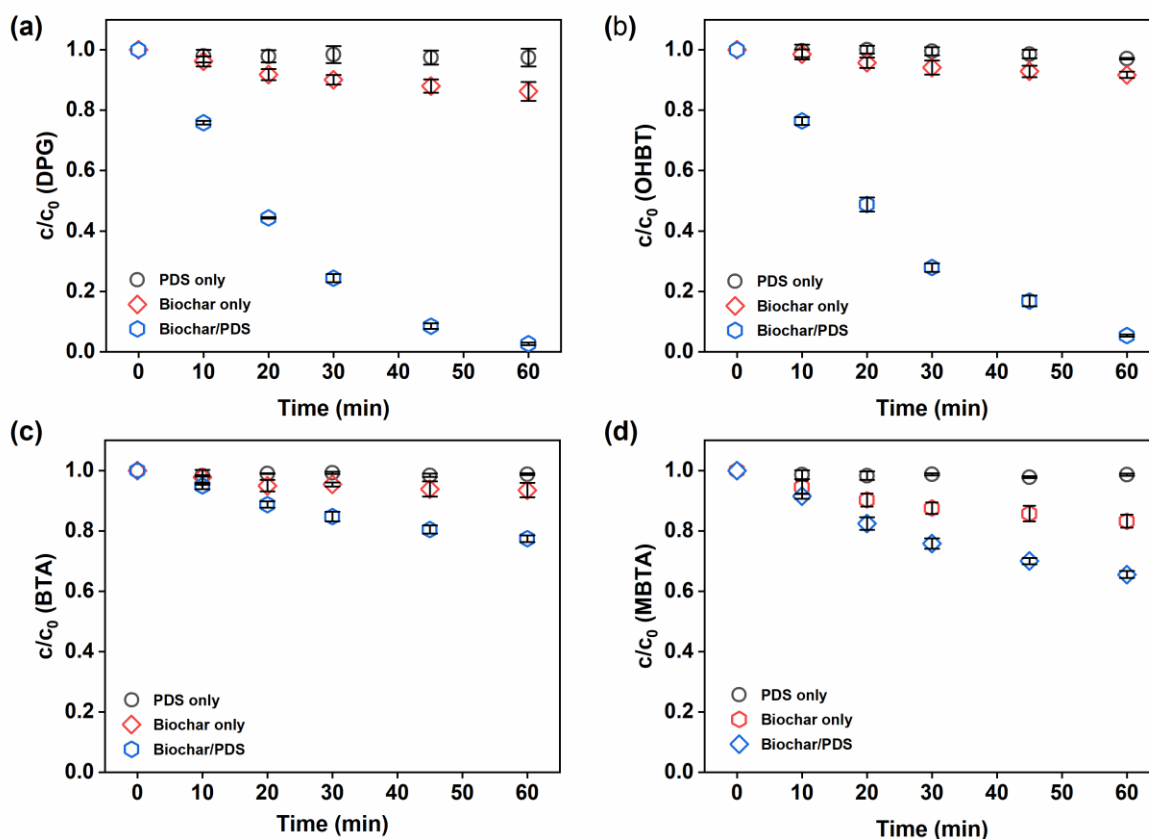 (a)
1.0
0.8
0.6
0.4
0.2
0.0
c/c₀ (DPG)
PDS only
Biochar only
Biochar/PDS
0 10 20 30 40 50 60
Time (min)
(b)
1.0
0.8
0.6
0.4
0.2
0.0
c/c₀ (OHBT)
PDS only
Biochar only
Biochar/PDS
0 10 20 30 40 50 60
Time (min)
(c)
1.0
0.8
0.6
0.4
0.2
0.0
c/c₀ (BTA)
PDS only
Biochar only
Biochar/PDS
0 10 20 30 40 50 60
Time (min)
(d)
1.0
0.8
0.6
0.4
0.2
0.0
c/c₀ (MBTA)
PDS only
Biochar only
Biochar/PDS
0 10 20 30 40 50 60
Time (min)